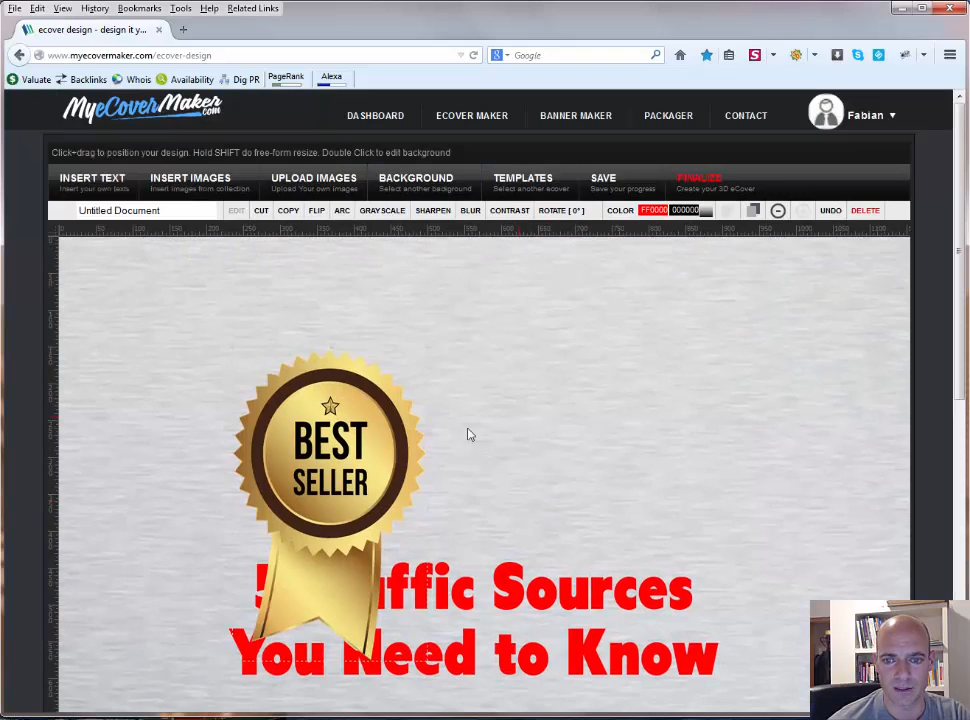 File Edit View History Bookmarks Tools Help Related Links
ecover design - design it y...
www.myecovermaker.com/ecover-design
Google
Valuate Backlinks Whois Availability Dig PR PageRank Alexa
MyeCoverMaker.com
DASHBOARD ECOVER MAKER BANNER MAKER PACKAGER CONTACT Fabian
Click+drag to position your design. Hold SHIFT do free-form resize. Double Click to edit background
INSERT TEXT INSERT IMAGES UPLOAD IMAGES BACKGROUND TEMPLATES SAVE FINALIZE
Insert your own texts Insert images from collection. Upload Your own images Select another background Select another ecover Save your progress Create your 3D eCover
Untitled Document EDIT CUT COPY FLIP ARC GRAYSCALE SHARPEN BLUR CONTRAST ROTATE [ 0° ] COLOR FF0000 000000 UNDO DELETE
BEST
SELLER
5 Traffic Sources
You Need to Know